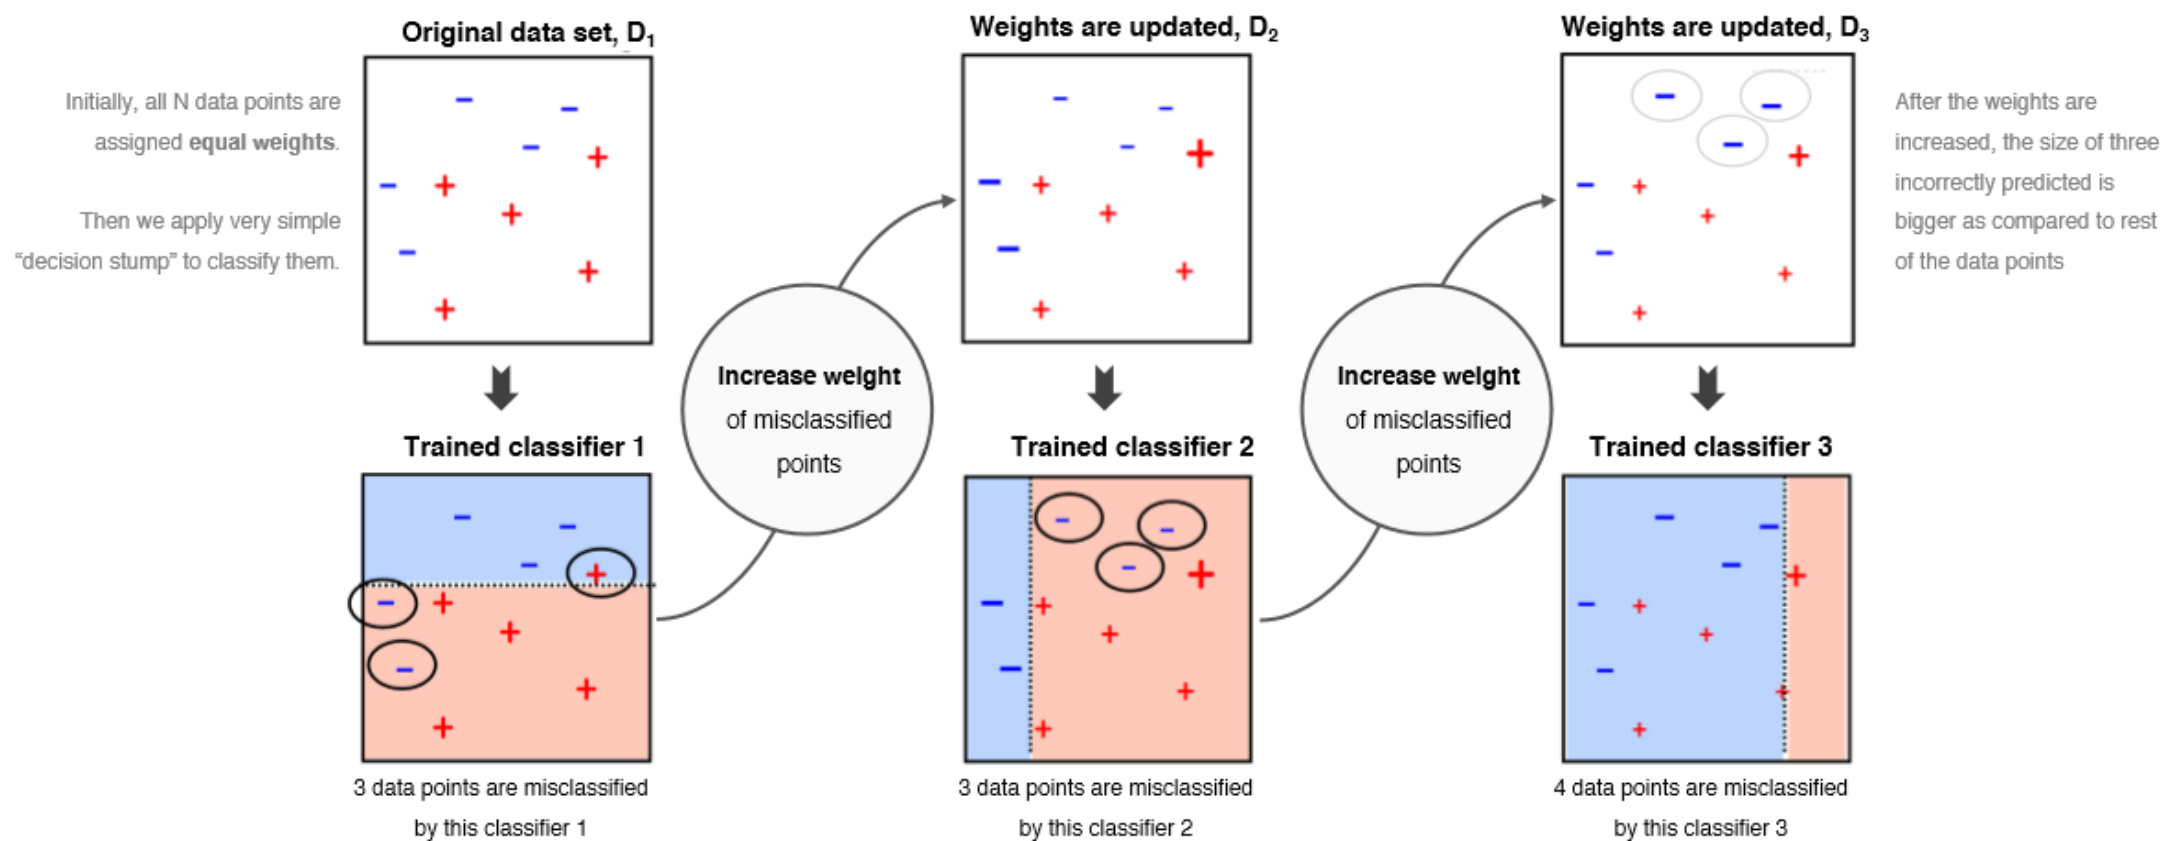 Original data set, D₁
Weights are updated, D₂
Weights are updated, D₃
Initially, all N data points are
assigned equal weights.
Then we apply very simple
“decision stump” to classify them.
After the weights are
increased, the size of three
incorrectly predicted is
bigger as compared to rest
of the data points
Increase weight
of misclassified
points
Increase weight
of misclassified
points
Trained classifier 1
Trained classifier 2
Trained classifier 3
3 data points are misclassified
by this classifier 1
3 data points are misclassified
by this classifier 2
4 data points are misclassified
by this classifier 3